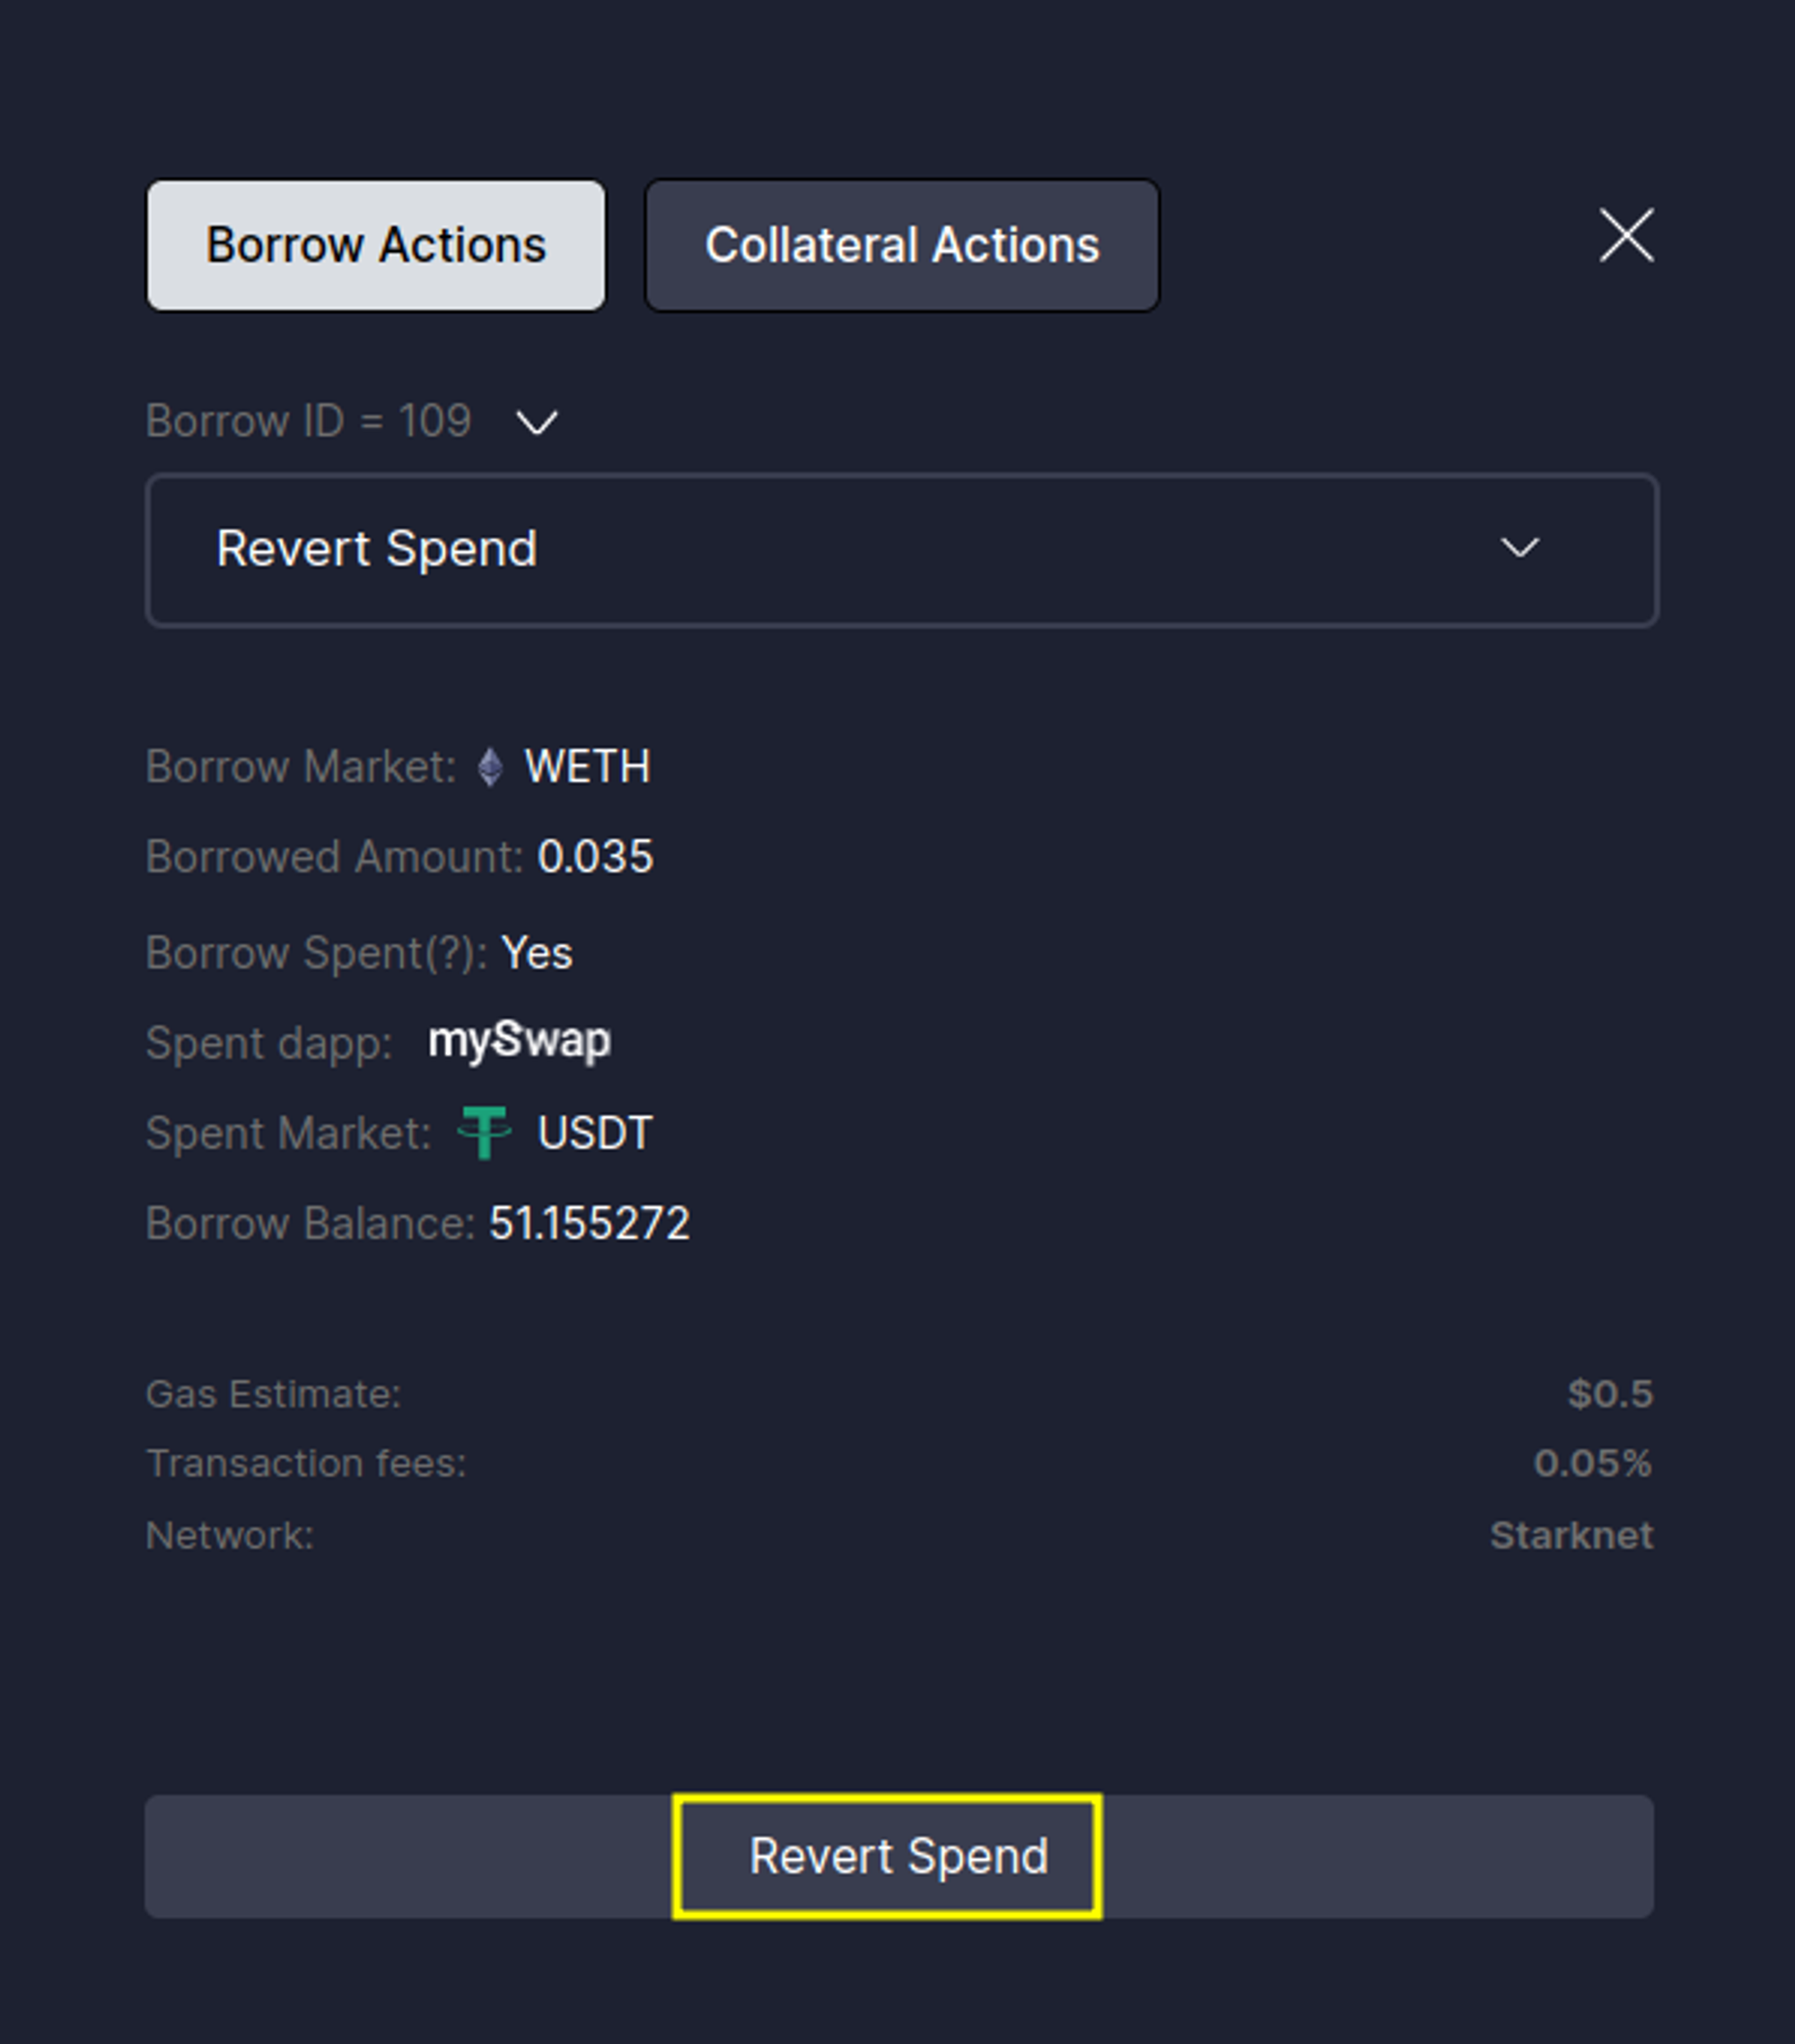 Borrow Actions Collateral Actions
Borrow ID = 109
Revert Spend
Borrow Market: WETH
Borrowed Amount: 0.035
Borrow Spent(?): Yes
Spent dapp: mySwap
Spent Market: USDT
Borrow Balance: 51.155272
Gas Estimate: $0.5
Transaction fees: 0.05%
Network: Starknet
Revert Spend